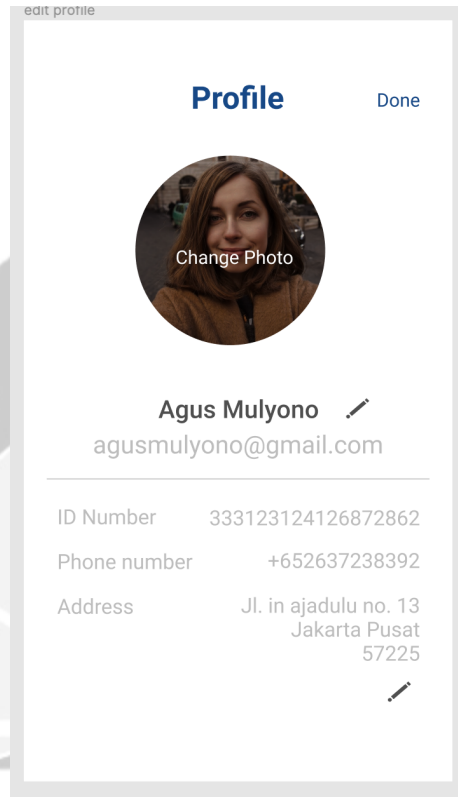 edit profile
Profile
Done
Change Photo
Agus Mulyono
agusmulyono@gmail.com
ID Number 333123124126872862
Phone number +652637238392
Address Jl. in ajadulu no. 13
Jakarta Pusat
57225